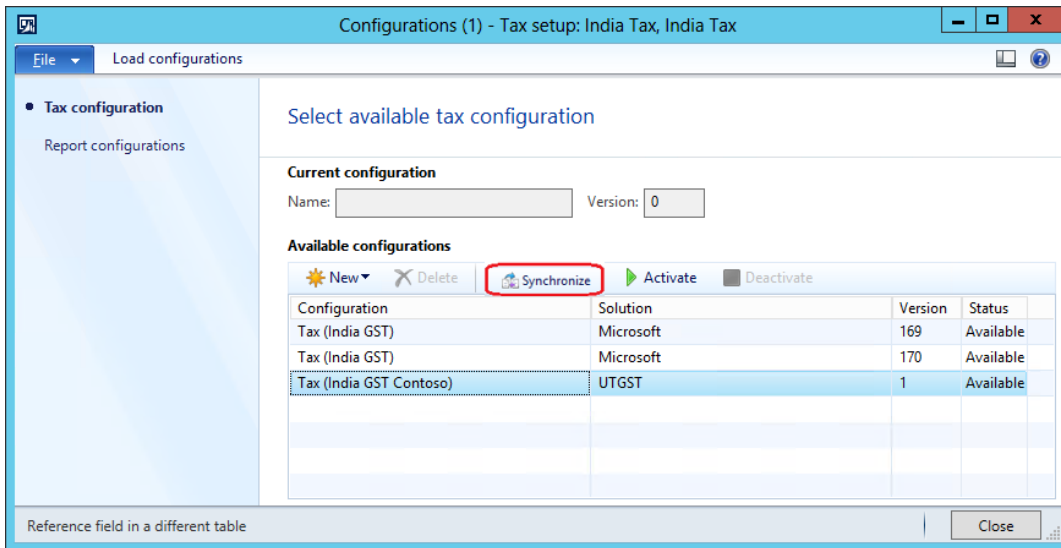 Configurations (1) - Tax setup: India Tax, India Tax
File Load configurations
Tax configuration
Report configurations
Select available tax configuration
Current configuration
Name: Version: 0
Available configurations
New Delete Synchronize Activate Deactivate
Configuration Solution Version Status
Tax (India GST) Microsoft 169 Available
Tax (India GST) Microsoft 170 Available
Tax (India GST Contoso) UTGST 1 Available
Reference field in a different table Close